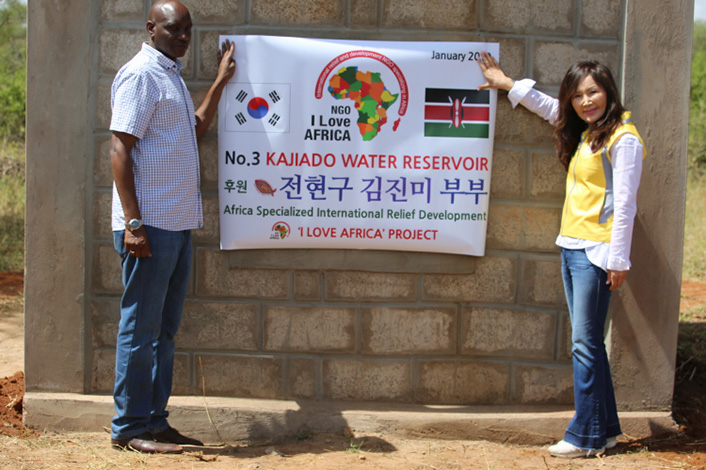 January 20
NGO
I Love
AFRICA
No.3 KAJIADO WATER RESERVOIR
후원 전현구 김진미 부부
Africa Specialized International Relief Development
'I LOVE AFRICA' PROJECT